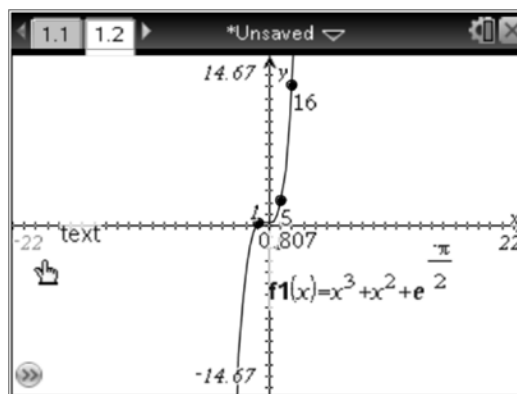 1.1 1.2 *Unsaved
14.67 y
16
1 5
-22 text 0.807 22
f1(x)=x³+x²+e^(-π/2)
-14.67